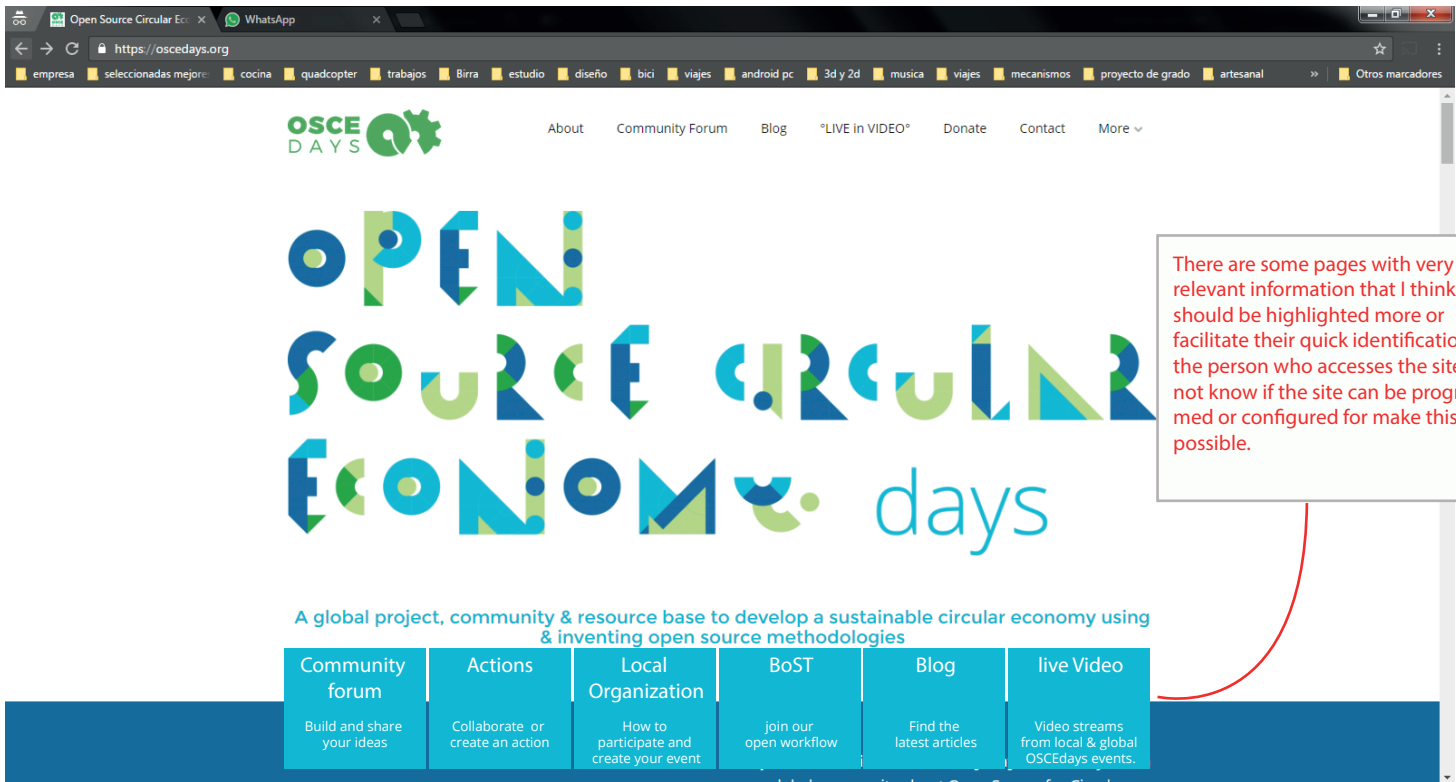 Open Source Circular Ecc
WhatsApp
https://oscedays.org
empresa seleccionadas mejore cocina quadcopter trabajos Birra estudio diseño bici viajes android pc 3d y 2d musica viajes mecanismos proyecto de grado artesanal » Otros marcadores
OSCE
DAYS
About Community Forum Blog °LIVE in VIDEO° Donate Contact More
OPEN
SOURCE CIRCULAR
ECONOMY
days
There are some pages with very
relevant information that I think
should be highlighted more or
facilitate their quick identificatio
the person who accesses the site
not know if the site can be progr
med or configured for make this
possible.
A global project, community & resource base to develop a sustainable circular economy using
& inventing open source methodologies
Community
forum
Build and share
your ideas
Actions
Collaborate or
create an action
Local
Organization
How to
participate and
create your event
BoST
join our
open workflow
Blog
Find the
latest articles
live Video
Video streams
from local & global
OSCEdays events.